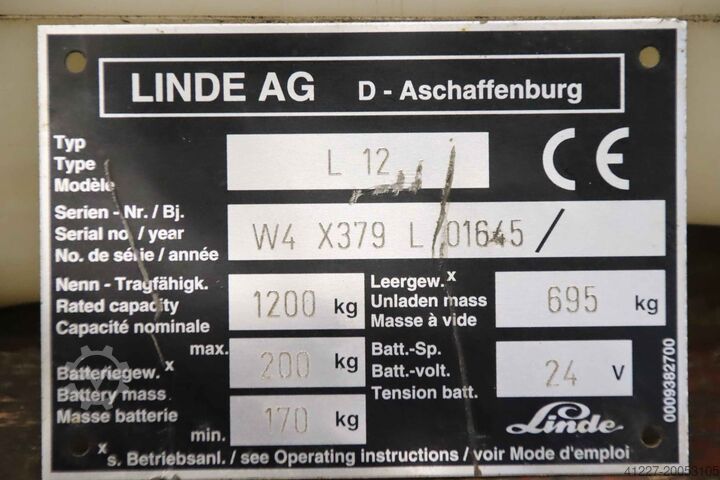 LINDE AG D - Aschaffenburg
Typ
Type
Modèle
L 12
CE
Serien - Nr. / Bj.
Serial no. / year
No. de série / année
W4 X379 L 01645 /
Nenn - Tragfähigk.
Rated capacity
Capacité nominale
1200 kg
Leergew. x
Unladen mass
Masse à vide
695 kg
Batteriegew. x
Battery mass
Masse batterie
max. 200 kg
min. 170 kg
Batt.-Sp.
Batt.-volt.
Tension batt.
24 V
Linde
0009382700
x s. Betriebsanl. / see Operating instructions / voir Mode d'emploi
41227-20053105